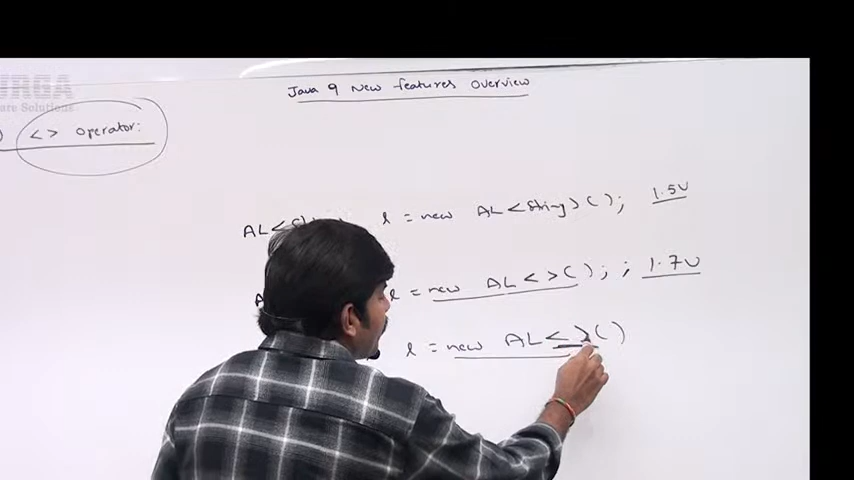 Java 9 New features Overview
<> Operator:
l = new AL<String>(); 1.5V
l = new AL<>(); ; 1.7V
l = new AL<>()